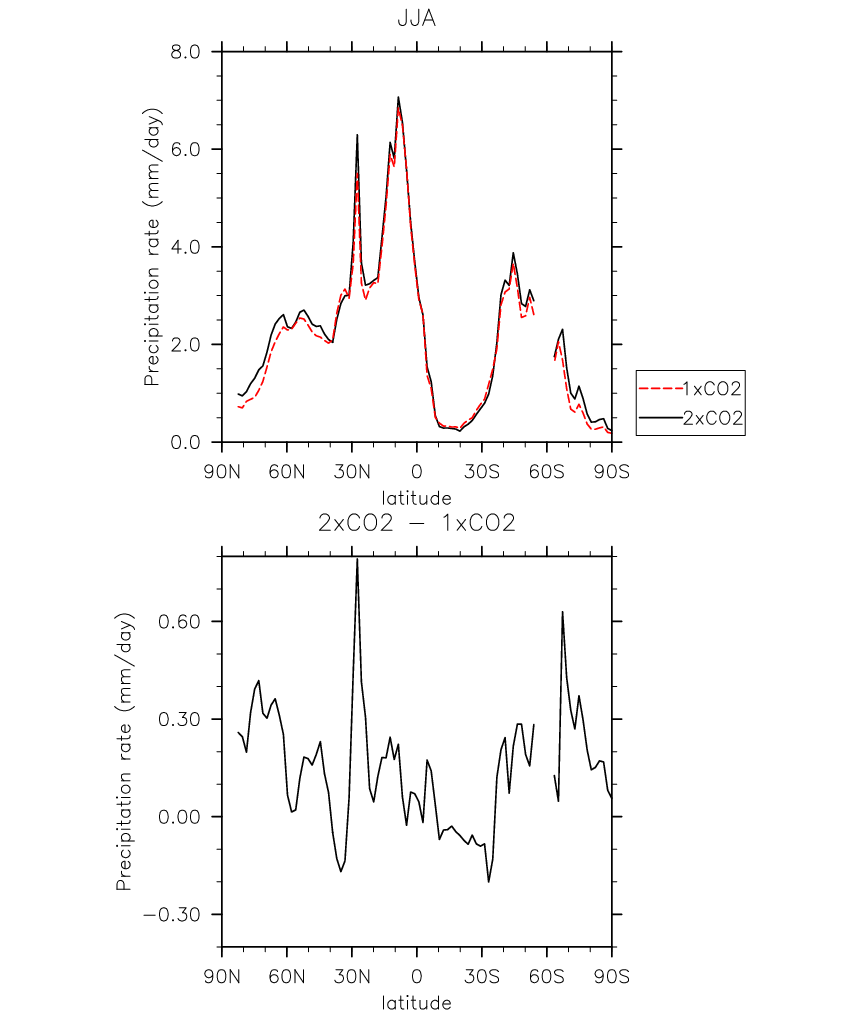 JJA
8.0
6.0
4.0
2.0
0.0
Precipitation rate (mm/day)
90N 60N 30N 0 30S 60S 90S
latitude
1xCO2
2xCO2
2xCO2 – 1xCO2
0.60
0.30
0.00
−0.30
Precipitation rate (mm/day)
90N 60N 30N 0 30S 60S 90S
latitude